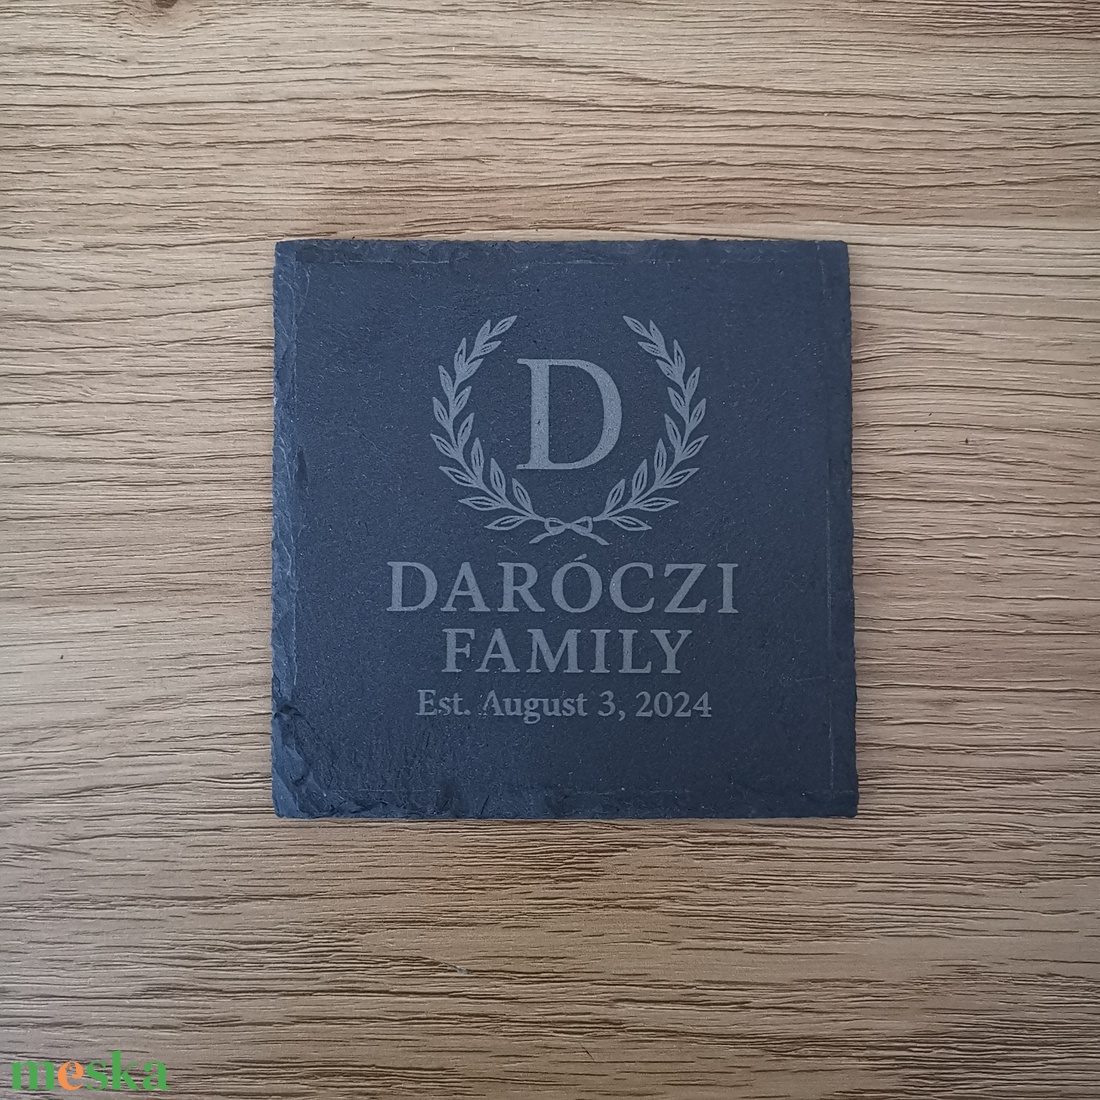 D
DARÓCZI
FAMILY
Est. August 3, 2024
meska